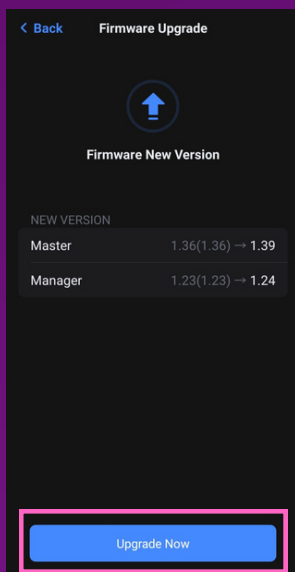 < Back Firmware Upgrade
Firmware New Version
NEW VERSION
Master 1.36(1.36) → 1.39
Manager 1.23(1.23) → 1.24
Upgrade Now